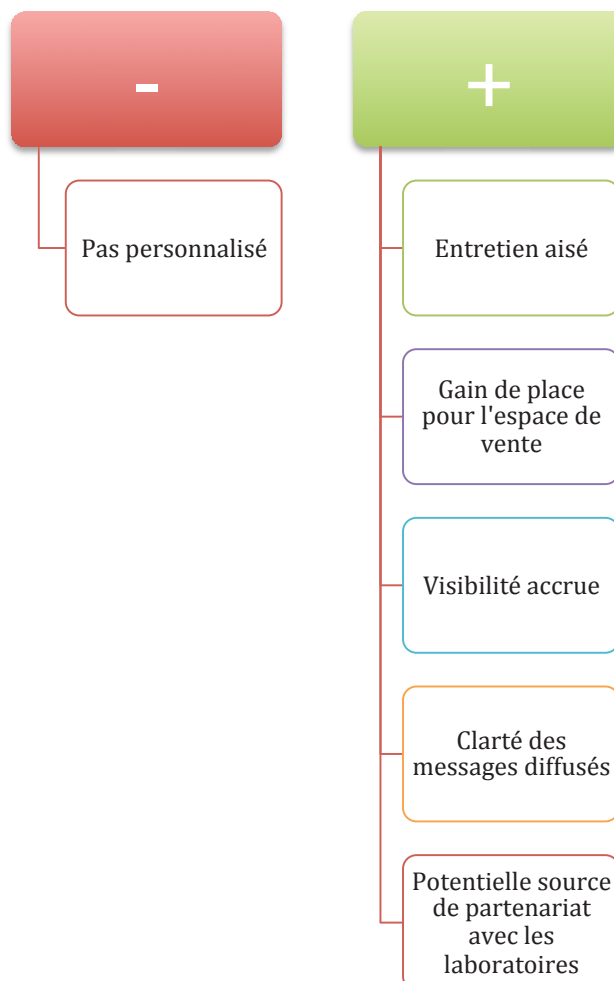 -
Pas personnalisé
+
Entretien aisé
Gain de place
pour l'espace de
vente
Visibilité accrue
Clarté des
messages diffusés
Potentielle source
de partenariat
avec les
laboratoires